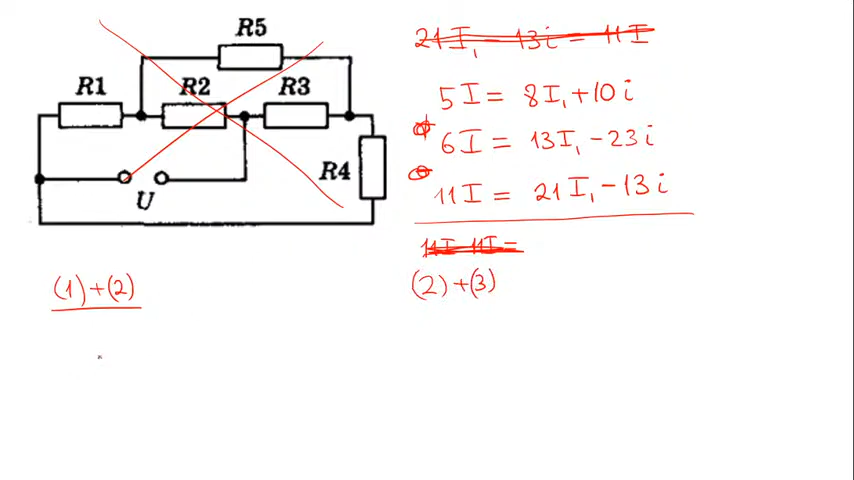 R5
R1
R2
R3
R4
U
21I₁ - 13i = 11I
5I = 8I₁ + 10i
6I = 13I₁ - 23i
11I = 21I₁ - 13i
11I 11I =
(1)+(2)
(2)+(3)